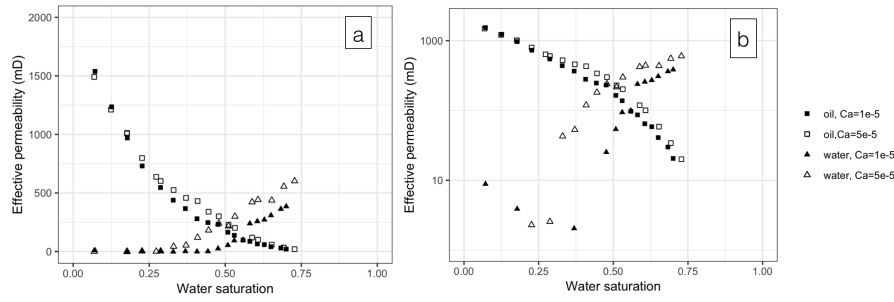 a
2000
1500
1000
500
0
Effective permeability (mD)
0.00 0.25 0.50 0.75 1.00
Water saturation
b
1000
10
Effective permeability (mD)
0.00 0.25 0.50 0.75 1.00
Water saturation
oil, Ca=1e-5
oil,Ca=5e-5
water, Ca=1e-5
water, Ca=5e-5